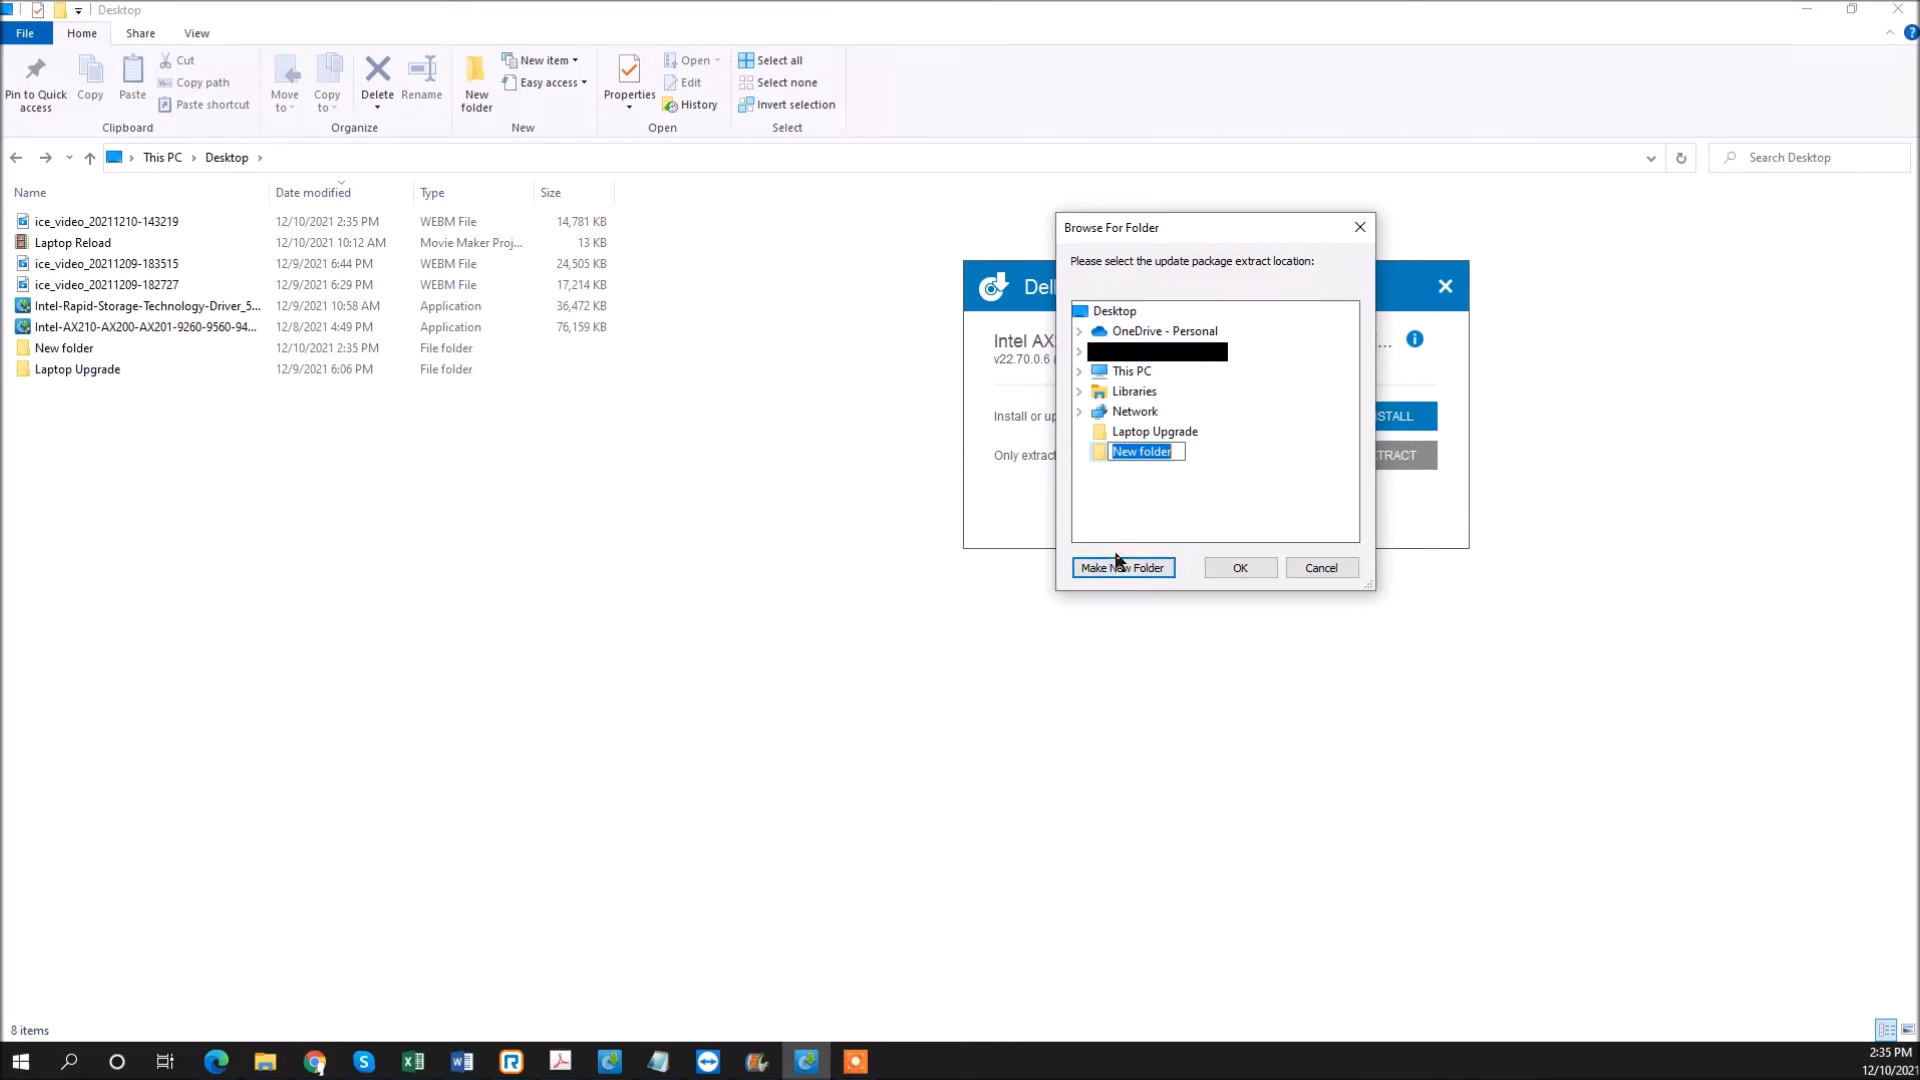 Desktop
File Home Share View
Pin to Quick access
Copy
Paste
Cut
Copy path
Paste shortcut
Clipboard
Move to
Copy to
Delete
Rename
Organize
New folder
New item
Easy access
New
Properties
Open
Edit
History
Open
Select all
Select none
Invert selection
Select
This PC > Desktop >
Search Desktop
Name Date modified Type Size
ice_video_20211210-143219 12/10/2021 2:35 PM WEBM File 14,781 KB
Laptop Reload 12/10/2021 10:12 AM Movie Maker Proj... 13 KB
ice_video_20211209-183515 12/9/2021 6:44 PM WEBM File 24,505 KB
ice_video_20211209-182727 12/9/2021 6:29 PM WEBM File 17,214 KB
Intel-Rapid-Storage-Technology-Driver_5... 12/9/2021 10:58 AM Application 36,472 KB
Intel-AX210-AX200-AX201-9260-9560-94... 12/8/2021 4:49 PM Application 76,159 KB
New folder 12/10/2021 2:35 PM File folder
Laptop Upgrade 12/9/2021 6:06 PM File folder
Browse For Folder
Please select the update package extract location:
Desktop
OneDrive - Personal
This PC
Libraries
Network
Laptop Upgrade
New folder
Make New Folder OK Cancel
Intel AX
...
v22.70.0.6
Install or up
STALL
Only extract
TRACT
8 items
2:35 PM
12/10/2021